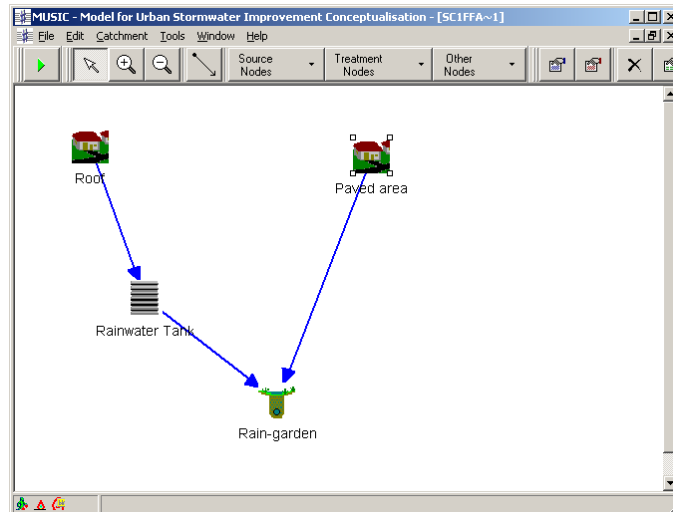 MUSIC - Model for Urban Stormwater Improvement Conceptualisation - [SC1FFA~1]
File Edit Catchment Tools Window Help
Source Nodes
Treatment Nodes
Other Nodes
Roof
Paved area
Rainwater Tank
Rain-garden